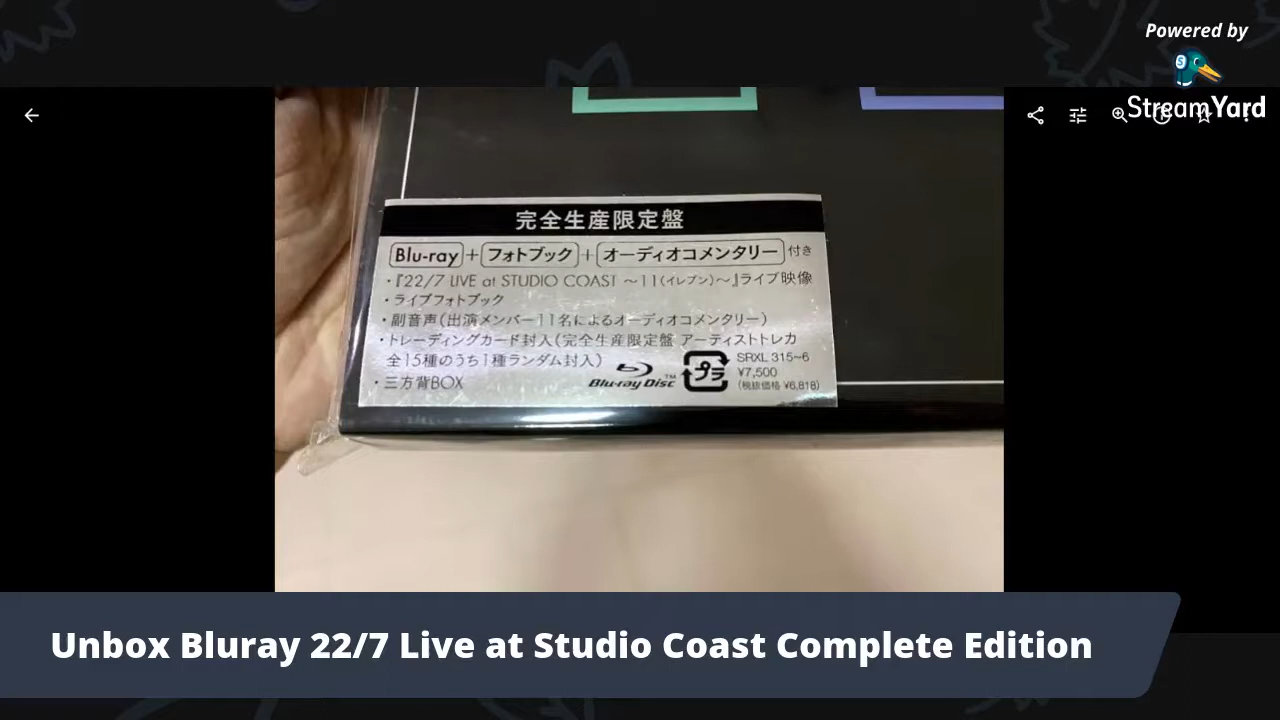 Powered by
StreamYard
完全生産限定盤
Blu-ray + フォトブック + オーディオコメンタリー 付き
・『22/7 LIVE at STUDIO COAST ～11(イレブン)～』ライブ映像
・ライブフォトブック
・副音声(出演メンバー11名によるオーディオコメンタリー)
・トレーディングカード封入(完全生産限定盤 アーティストトレカ
全15種のうち1種ランダム封入)
・三方背BOX
Blu-ray Disc TM
プラ
SRXL 315~6
¥7,500
(税抜価格 ¥6,818)
Unbox Bluray 22/7 Live at Studio Coast Complete Edition